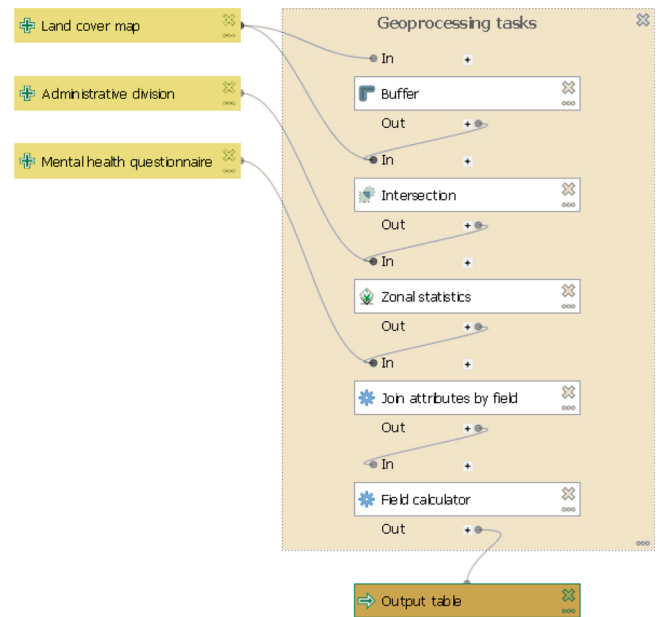 Land cover map
Administrative division
Mental health questionnaire
Geoprocessing tasks
In
Buffer
Out
In
Intersection
Out
In
Zonal statistics
Out
In
Join attributes by field
Out
In
Field calculator
Out
Output table